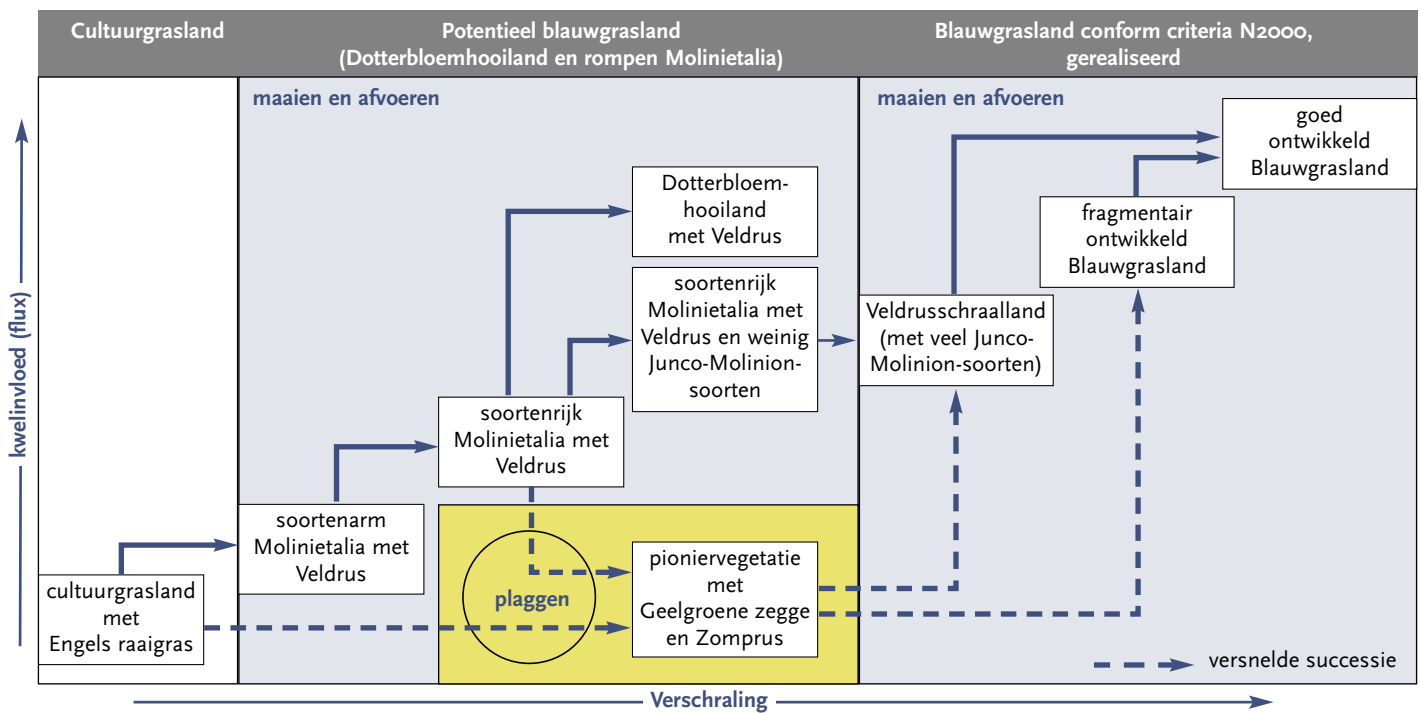 Cultuurgrasland
Potentieel blauwgrasland
(Dotterbloemhooiland en rompen Molinietalia)
Blauwgrasland conform criteria N2000,
gerealiseerd
maaien en afvoeren
maaien en afvoeren
goed
ontwikkeld
Blauwgrasland
Dotterbloem-
hooiland
met Veldrus
fragmentair
ontwikkeld
Blauwgrasland
soortenrijk
Molinietalia met
Veldrus en weinig
Junco-Molinion-
soorten
Veldrusschraalland
(met veel Junco-
Molinion-soorten)
soortenrijk
Molinietalia met
Veldrus
soortenarm
Molinietalia met
Veldrus
cultuurgrasland
met
Engels raaigras
plaggen
pioniervegetatie
met
Geelgroene zegge
en Zomprus
versnelde successie
kwelinvloed (flux)
Verschraling